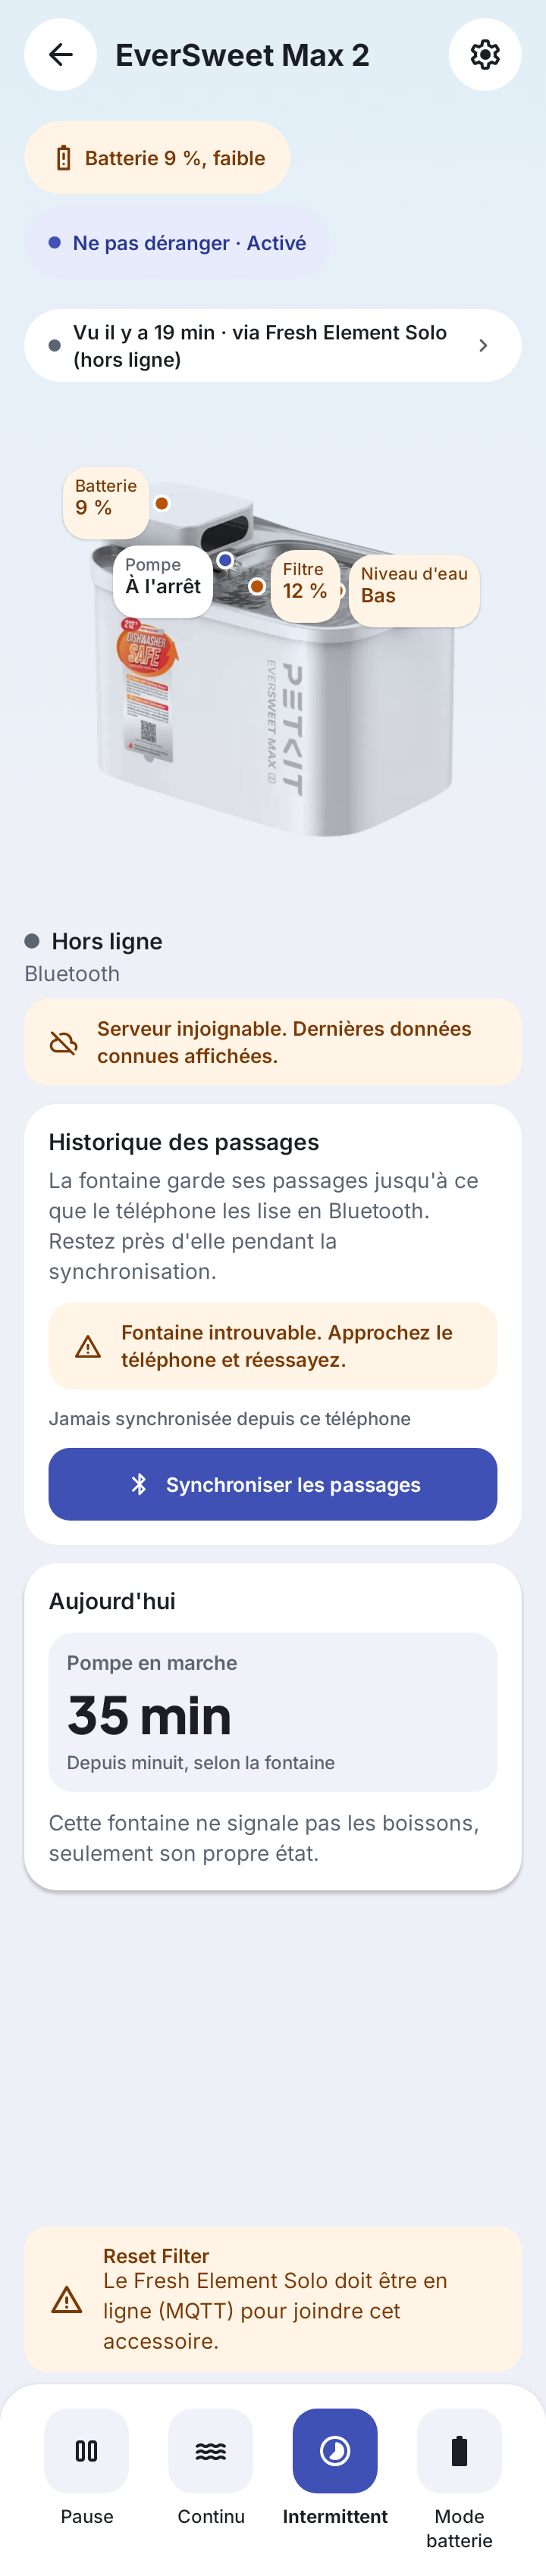 EverSweet Max 2
Batterie 9 %, faible
Ne pas déranger · Activé
Vu il y a 19 min · via Fresh Element Solo
(hors ligne)
Batterie
9 %
Pompe
À l'arrêt
Filtre
12 %
Niveau d'eau
Bas
212°
DISHWASHER
SAFE
PETKIT
EVERSWEET MAX 2
Hors ligne
Bluetooth
Serveur injoignable. Dernières données
connues affichées.
Historique des passages
La fontaine garde ses passages jusqu'à ce
que le téléphone les lise en Bluetooth.
Restez près d'elle pendant la
synchronisation.
Fontaine introuvable. Approchez le
téléphone et réessayez.
Jamais synchronisée depuis ce téléphone
Synchroniser les passages
Aujourd'hui
Pompe en marche
35 min
Depuis minuit, selon la fontaine
Cette fontaine ne signale pas les boissons,
seulement son propre état.
Reset Filter
Le Fresh Element Solo doit être en
ligne (MQTT) pour joindre cet
accessoire.
Pause
Continu
Intermittent
Mode
batterie